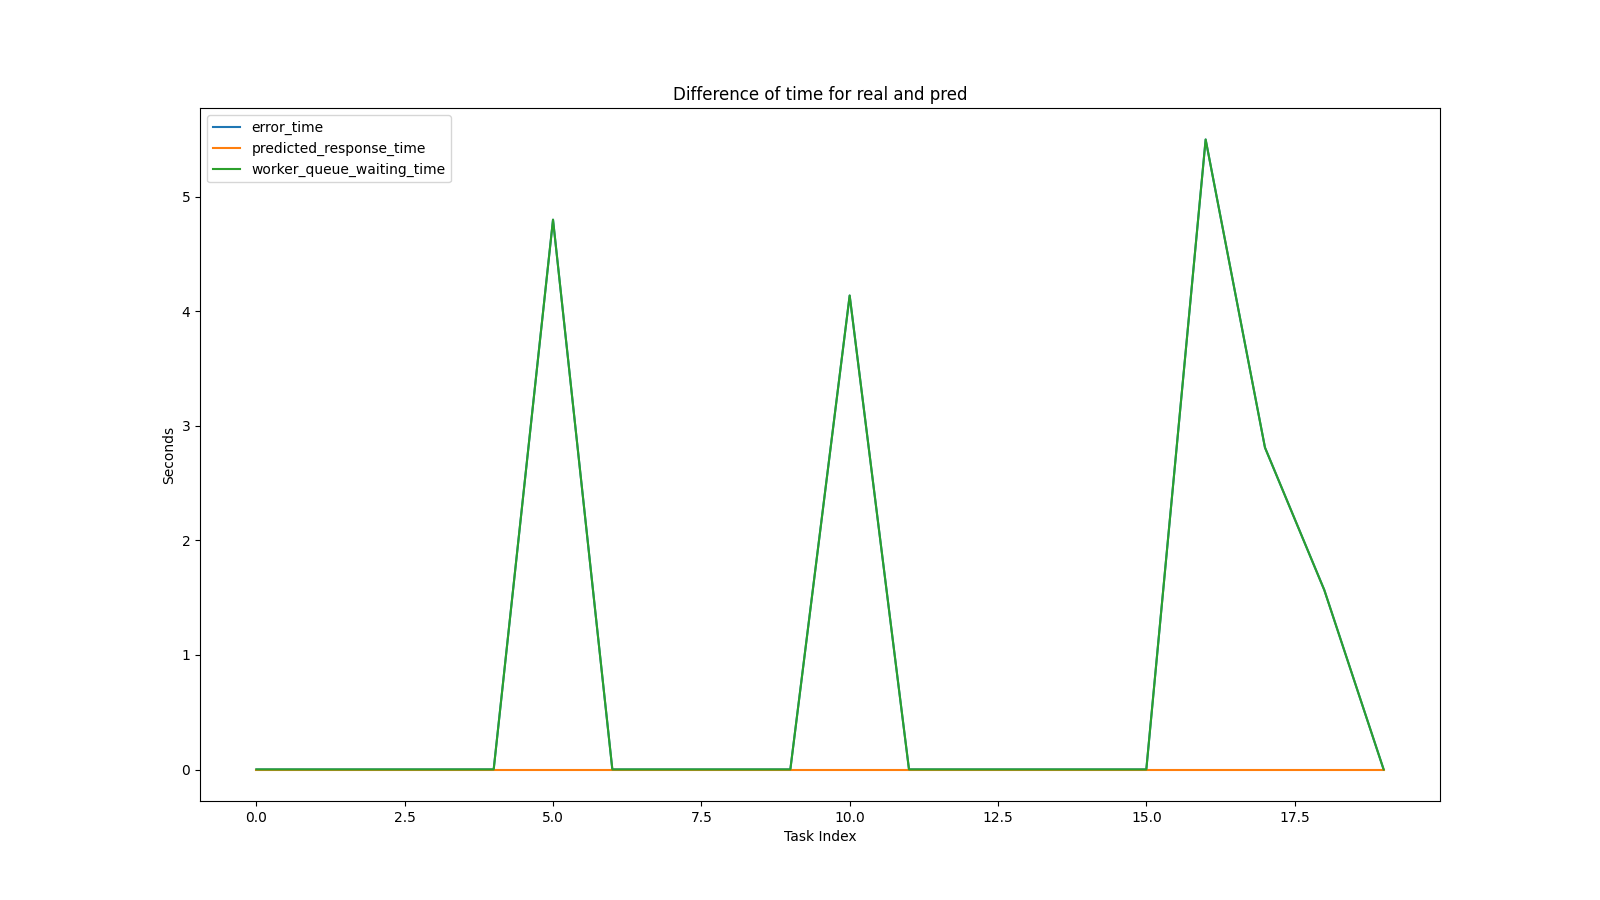 Difference of time for real and pred
error_time
predicted_response_time
worker_queue_waiting_time
5
4
3
2
1
0
Seconds
0.0 2.5 5.0 7.5 10.0 12.5 15.0 17.5
Task Index